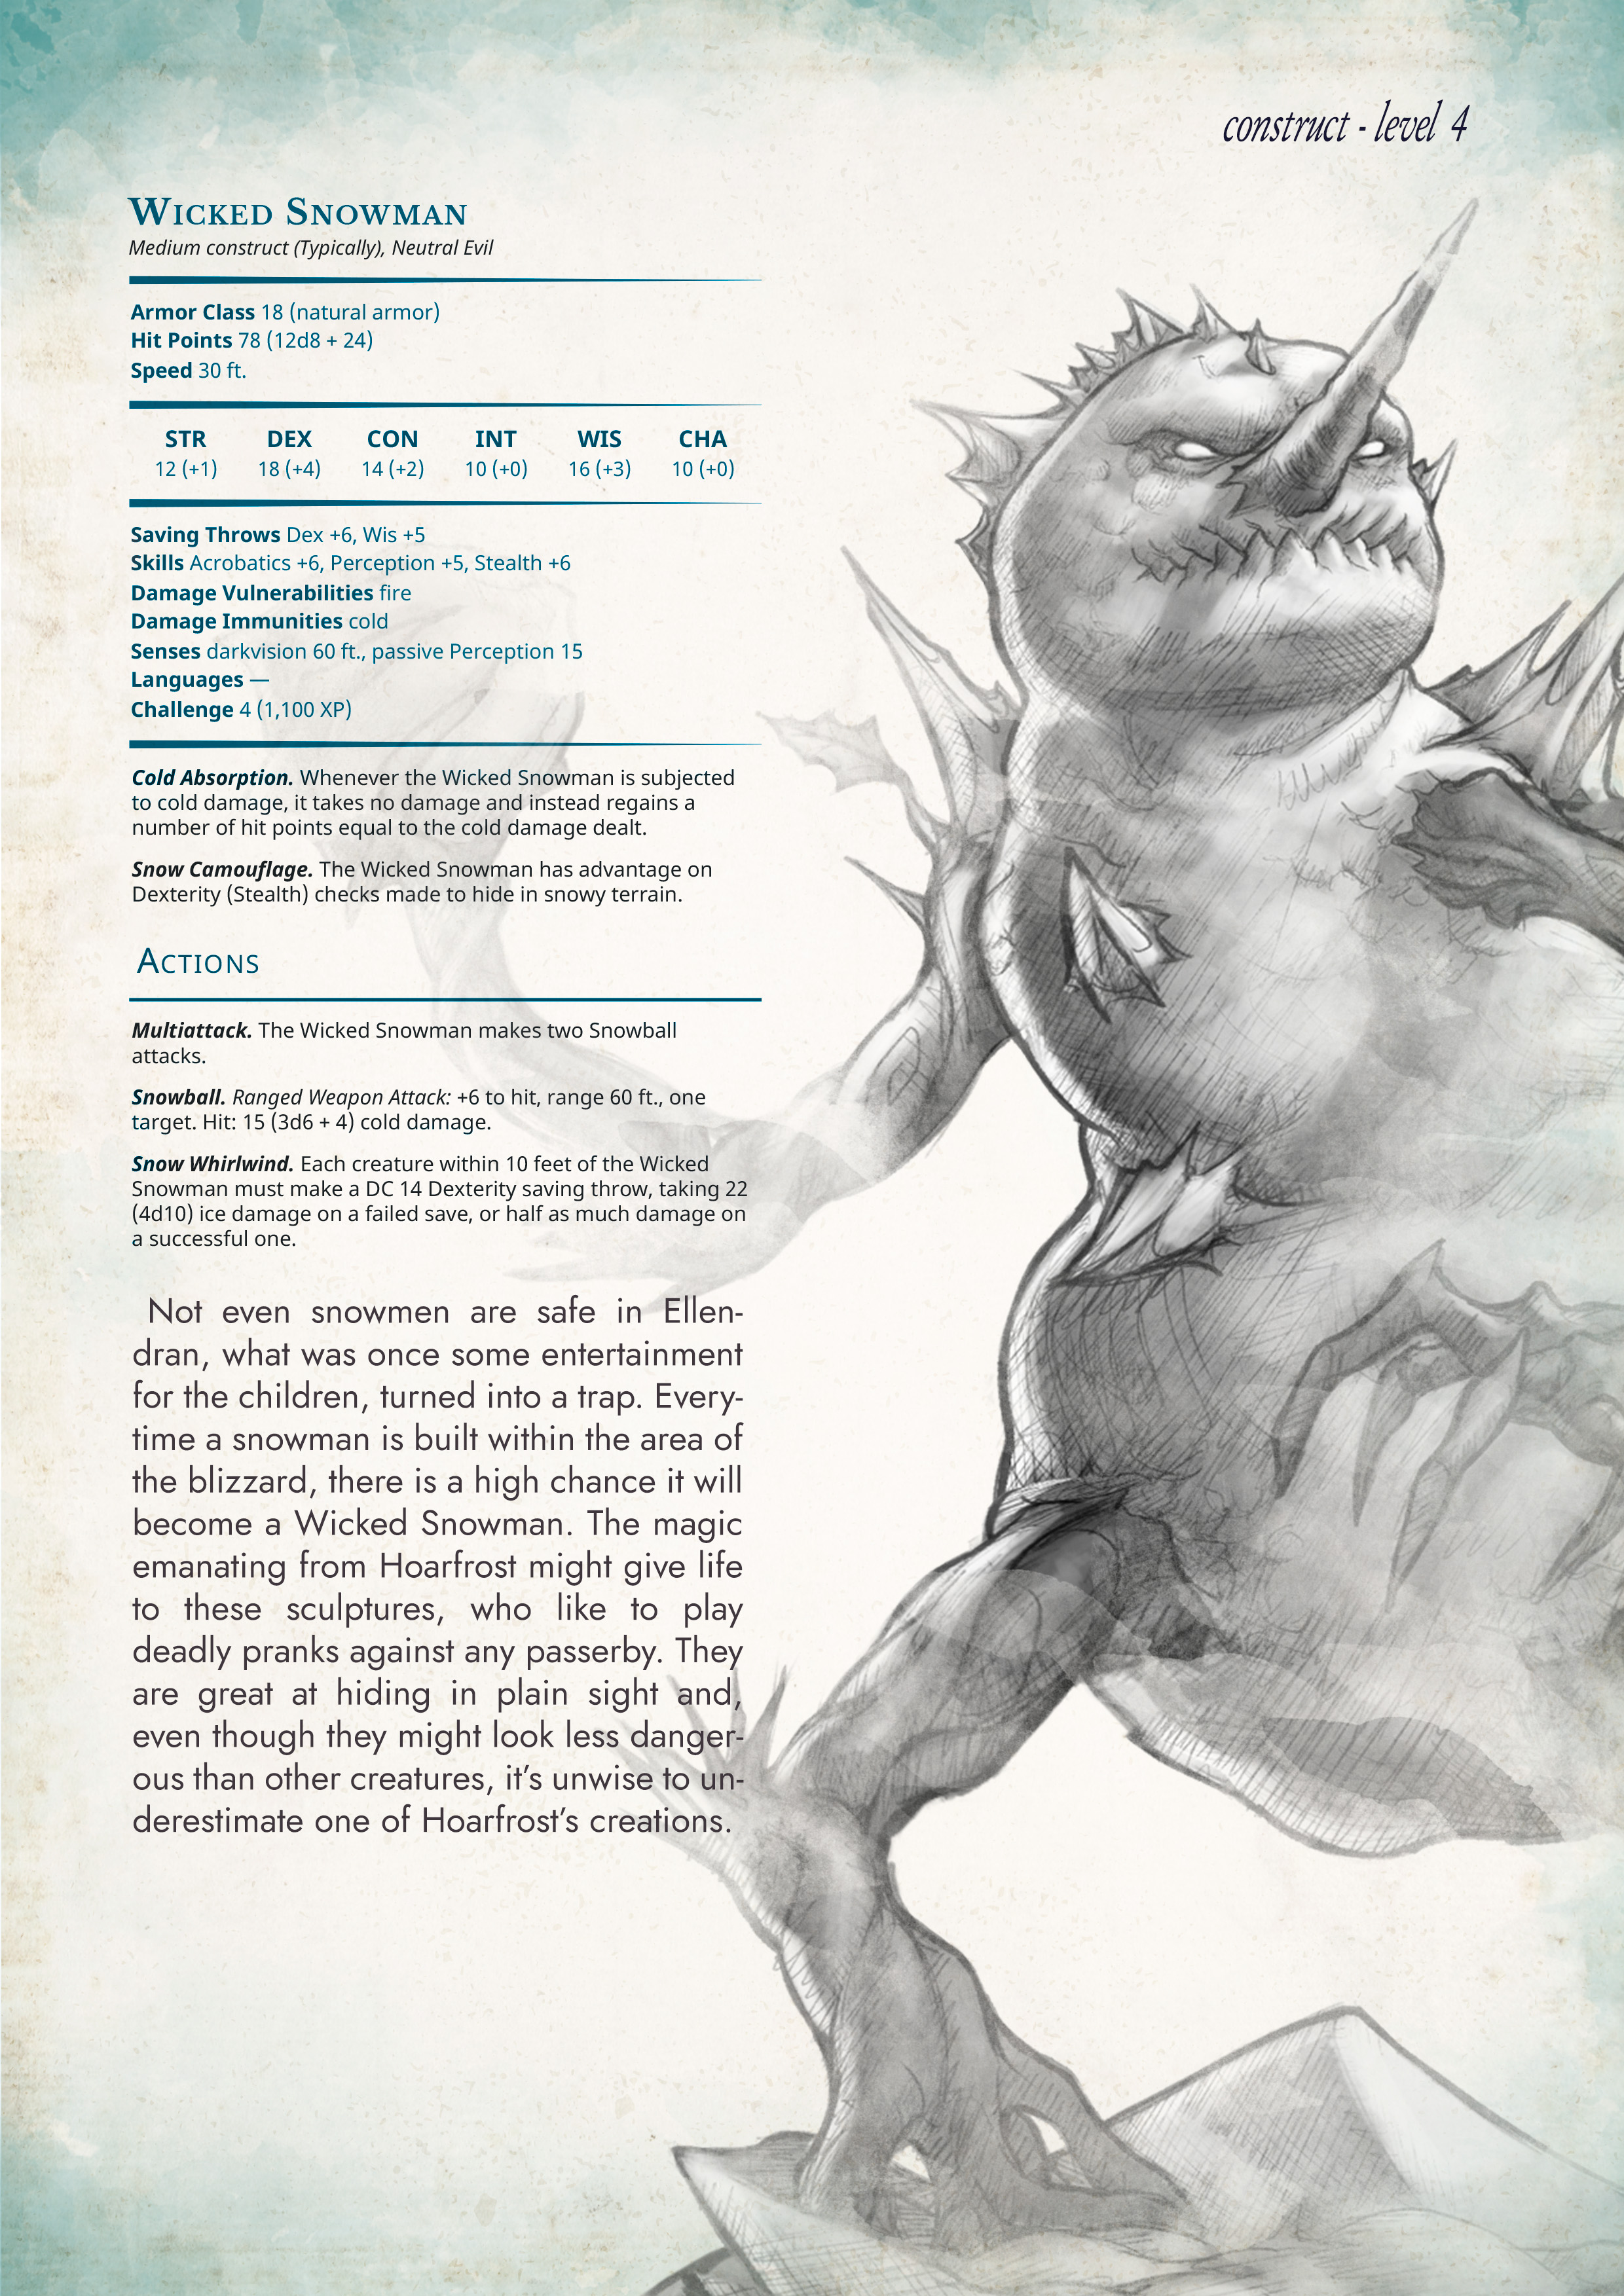 construct - level 4
Wicked Snowman
Medium construct (Typically), Neutral Evil
Armor Class 18 (natural armor)
Hit Points 78 (12d8 + 24)
Speed 30 ft.
STR DEX CON INT WIS CHA
12 (+1) 18 (+4) 14 (+2) 10 (+0) 16 (+3) 10 (+0)
Saving Throws Dex +6, Wis +5
Skills Acrobatics +6, Perception +5, Stealth +6
Damage Vulnerabilities fire
Damage Immunities cold
Senses darkvision 60 ft., passive Perception 15
Languages —
Challenge 4 (1,100 XP)
Cold Absorption. Whenever the Wicked Snowman is subjected
to cold damage, it takes no damage and instead regains a
number of hit points equal to the cold damage dealt.
Snow Camouflage. The Wicked Snowman has advantage on
Dexterity (Stealth) checks made to hide in snowy terrain.
Actions
Multiattack. The Wicked Snowman makes two Snowball
attacks.
Snowball. Ranged Weapon Attack: +6 to hit, range 60 ft., one
target. Hit: 15 (3d6 + 4) cold damage.
Snow Whirlwind. Each creature within 10 feet of the Wicked
Snowman must make a DC 14 Dexterity saving throw, taking 22
(4d10) ice damage on a failed save, or half as much damage on
a successful one.
Not even snowmen are safe in Ellen-
dran, what was once some entertainment
for the children, turned into a trap. Every-
time a snowman is built within the area of
the blizzard, there is a high chance it will
become a Wicked Snowman. The magic
emanating from Hoarfrost might give life
to these sculptures, who like to play
deadly pranks against any passerby. They
are great at hiding in plain sight and,
even though they might look less danger-
ous than other creatures, it’s unwise to un-
derestimate one of Hoarfrost’s creations.